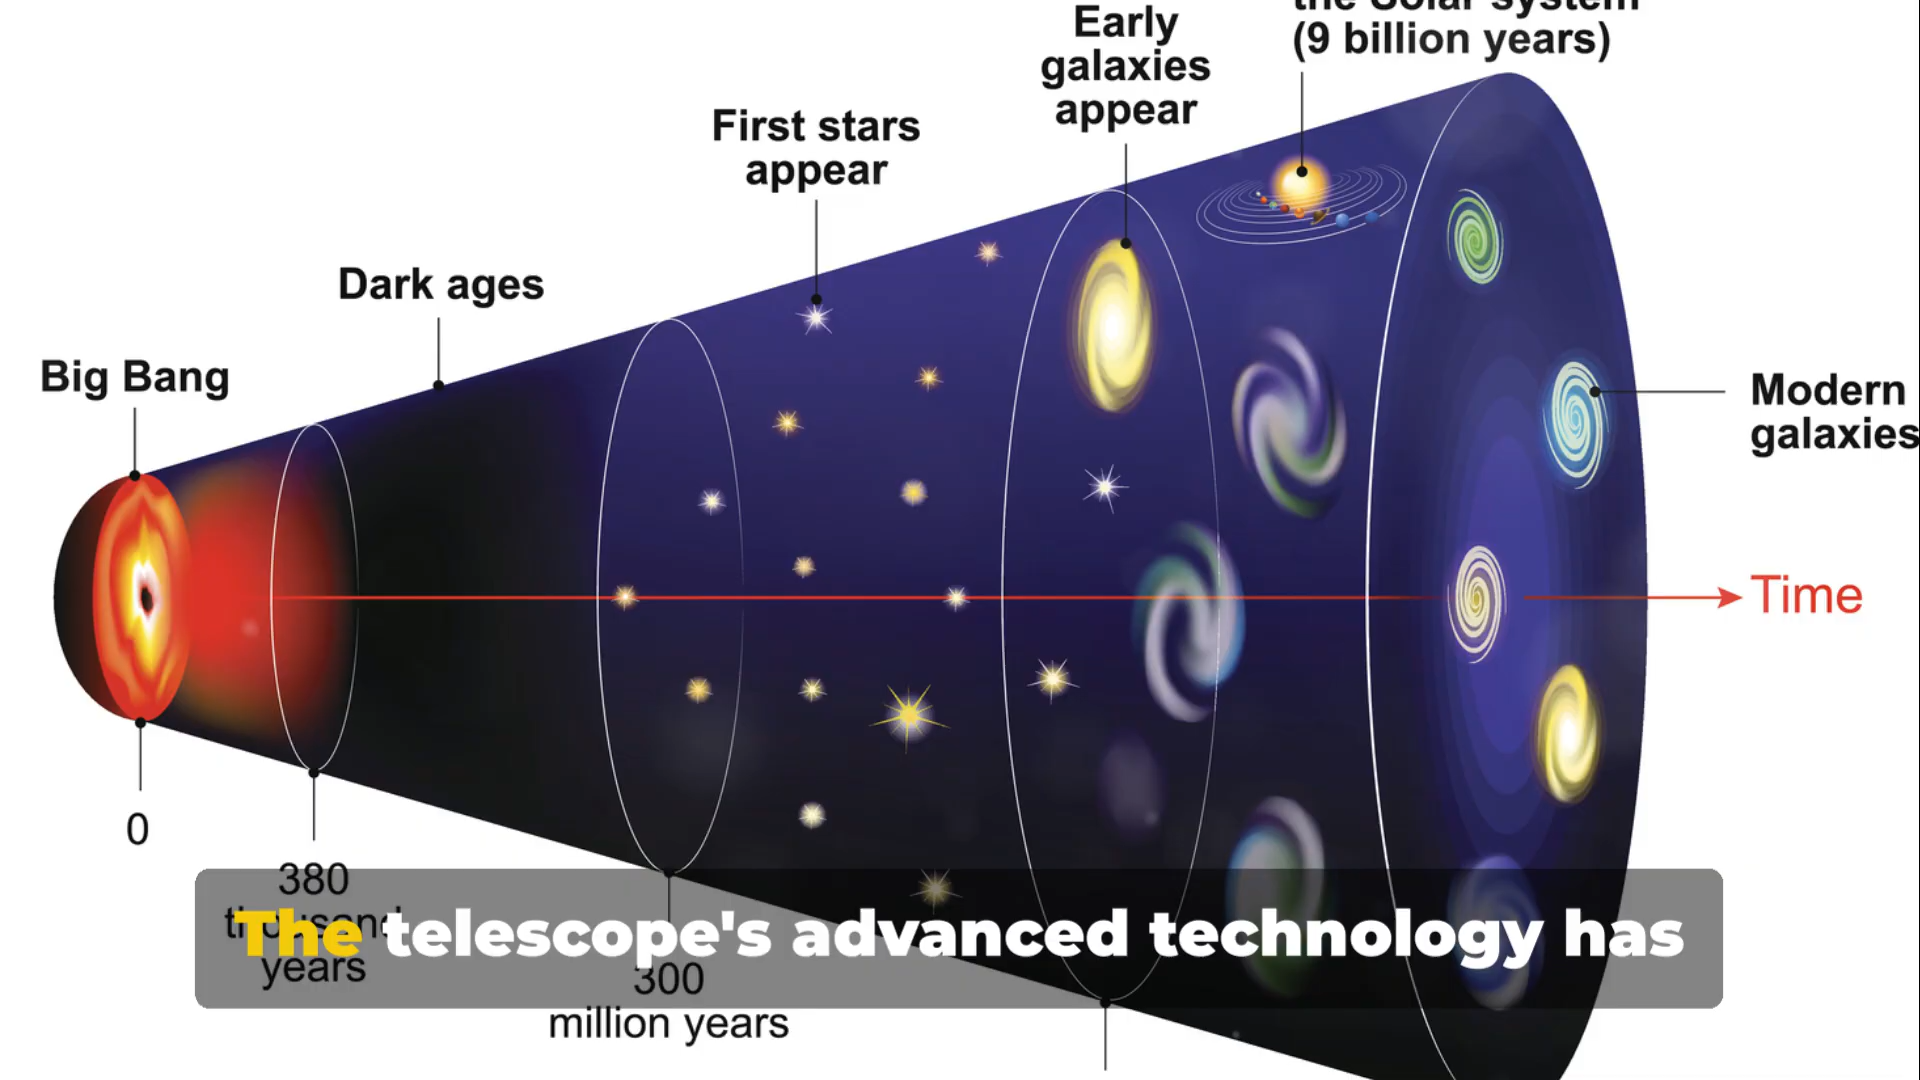 the Solar system
(9 billion years)
Early
galaxies
appear
First stars
appear
Dark ages
Big Bang
Modern
galaxies
Time
0
380
thousand
years
The telescope's advanced technology has
300
million years